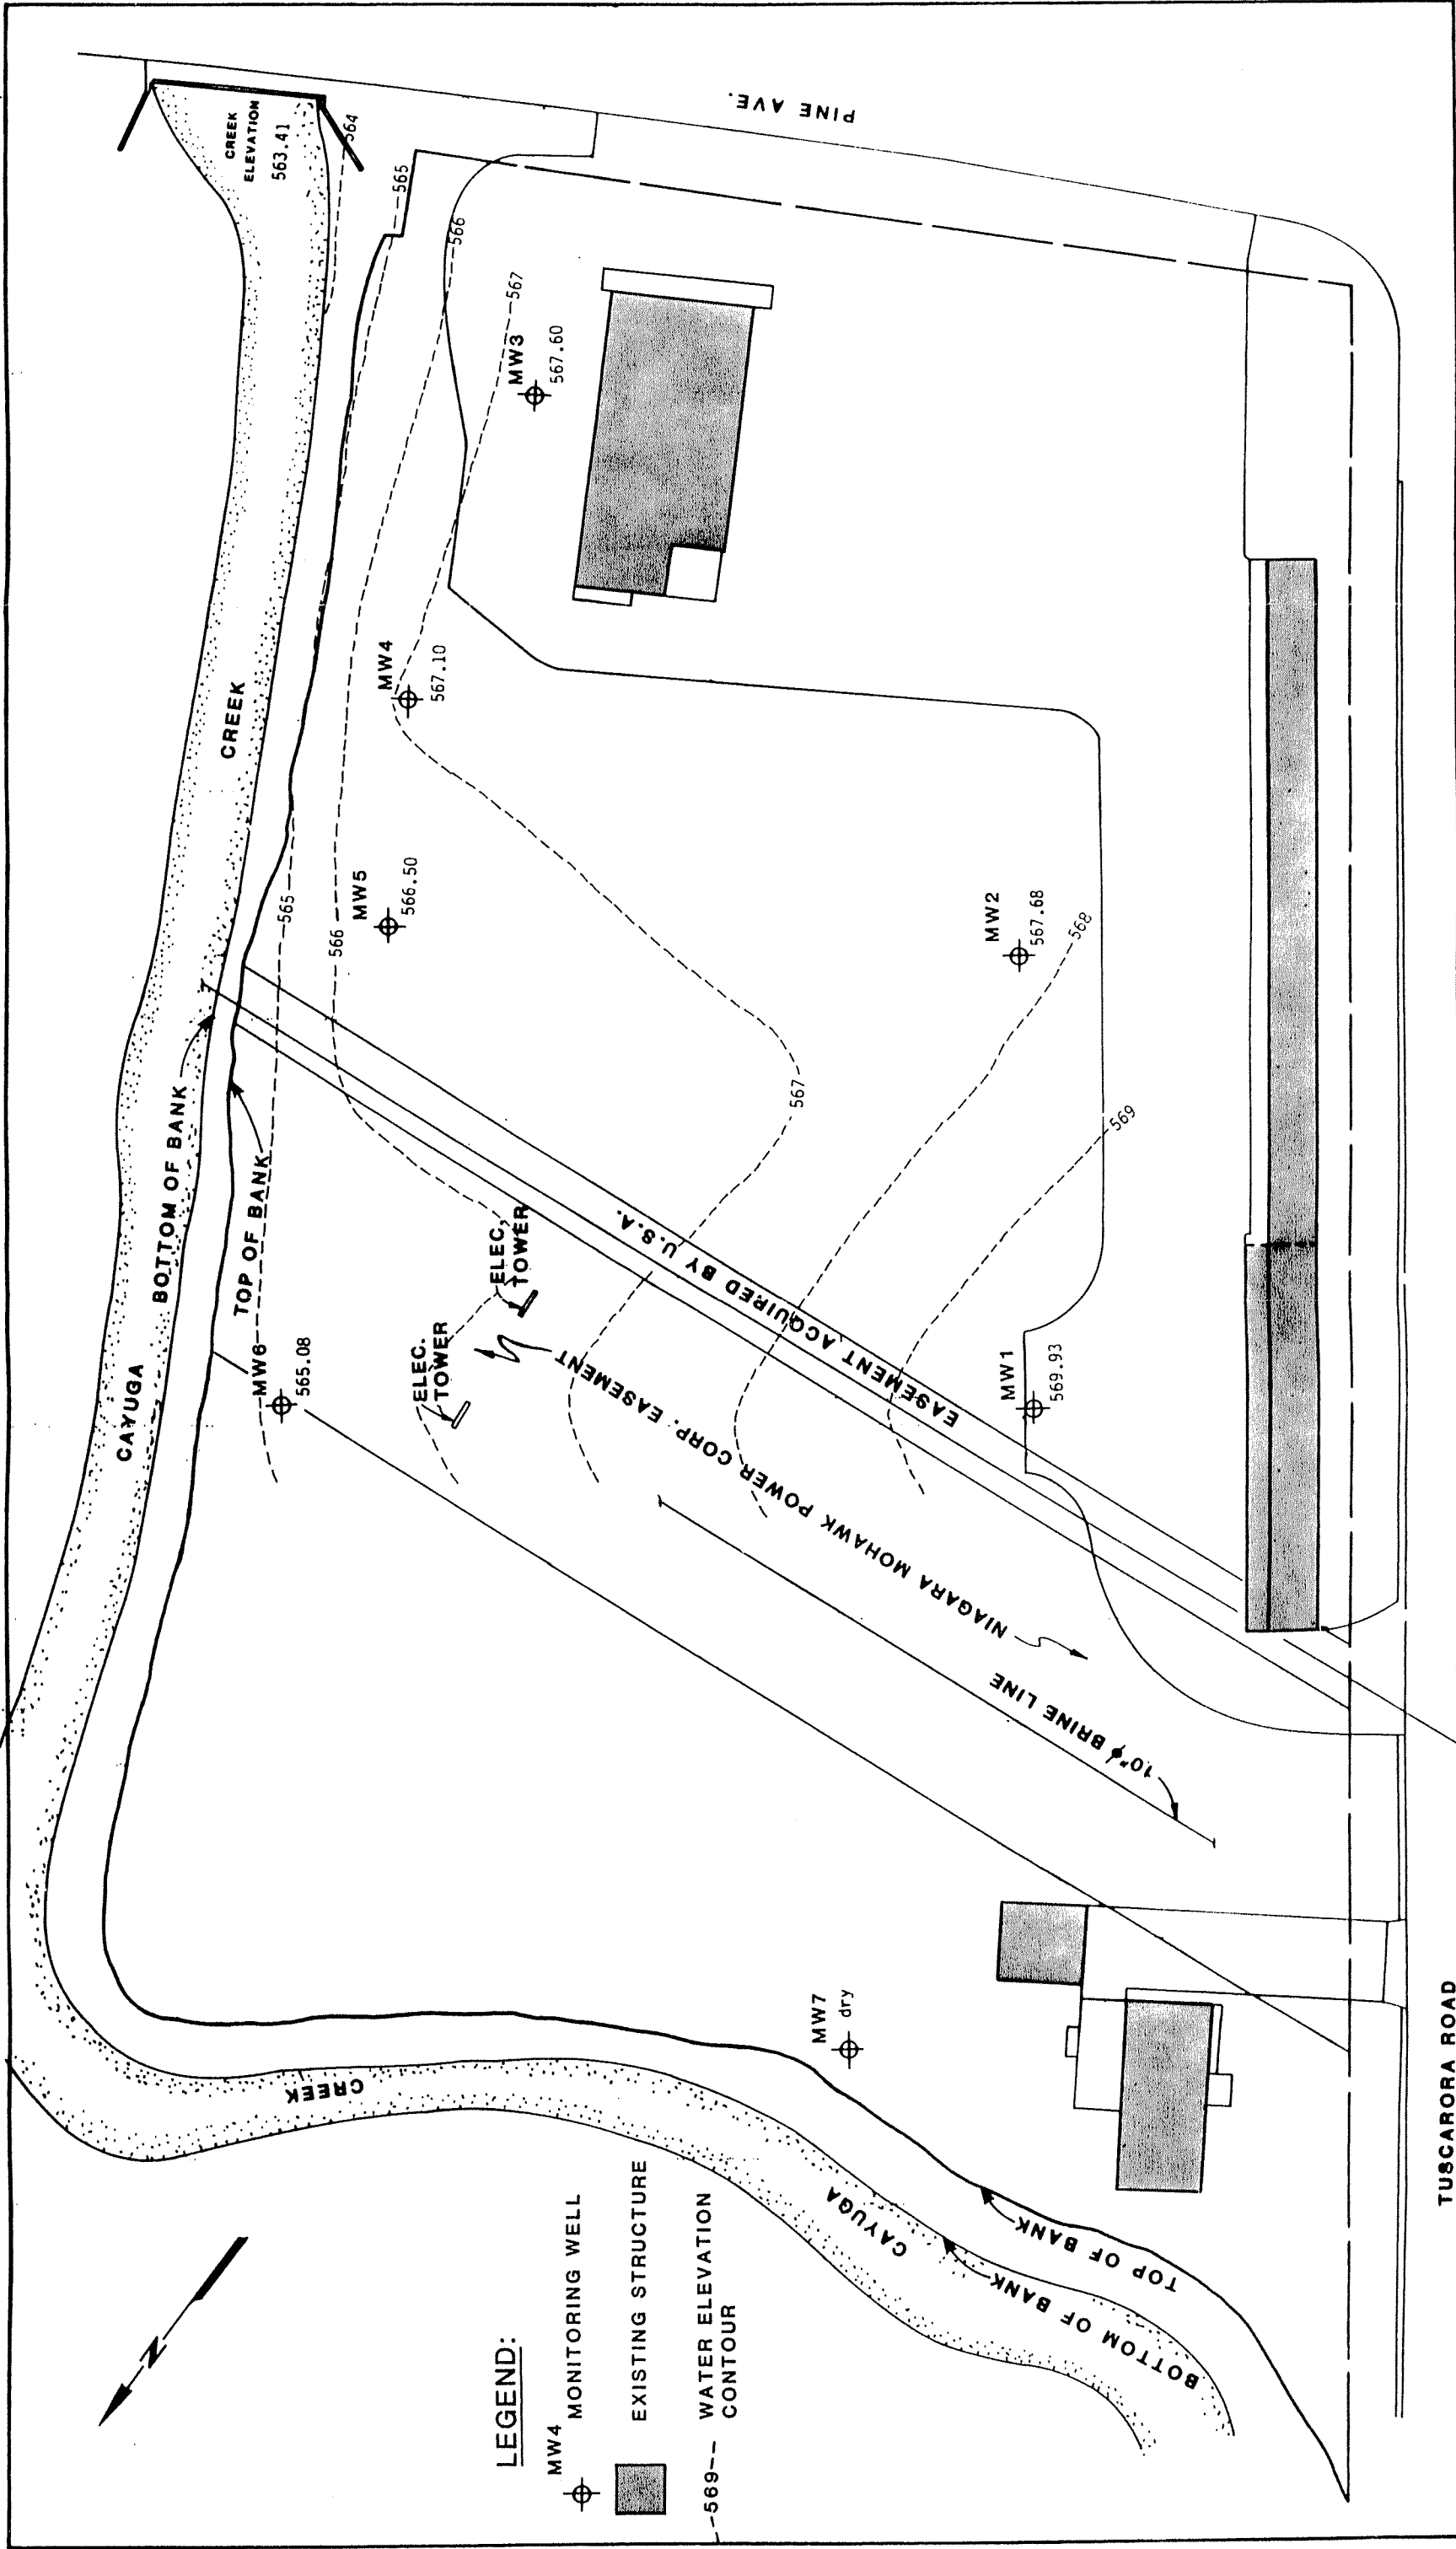 PINE AVE.
CREEK
ELEVATION
563.41
564
565
566
567
MW3
567.60
MW4
567.10
CREEK
MW5
566.50
565
566
MW2
567.68
568
567
569
BOTTOM OF BANK
TOP OF BANK
CAYUGA
MW6
565.08
ELEC.
TOWER
ELEC.
TOWER
EASEMENT ACQUIRED BY U.S.A.
NIAGARA MOHAWK POWER CORP. EASEMENT
MW1
569.93
10"ϕ BRINE LINE
MW7
dry
CREEK
CAYUGA
TOP OF BANK
BOTTOM OF BANK
TUSCARORA ROAD
N
LEGEND:
MW4
MONITORING WELL
EXISTING STRUCTURE
-569-- WATER ELEVATION
CONTOUR